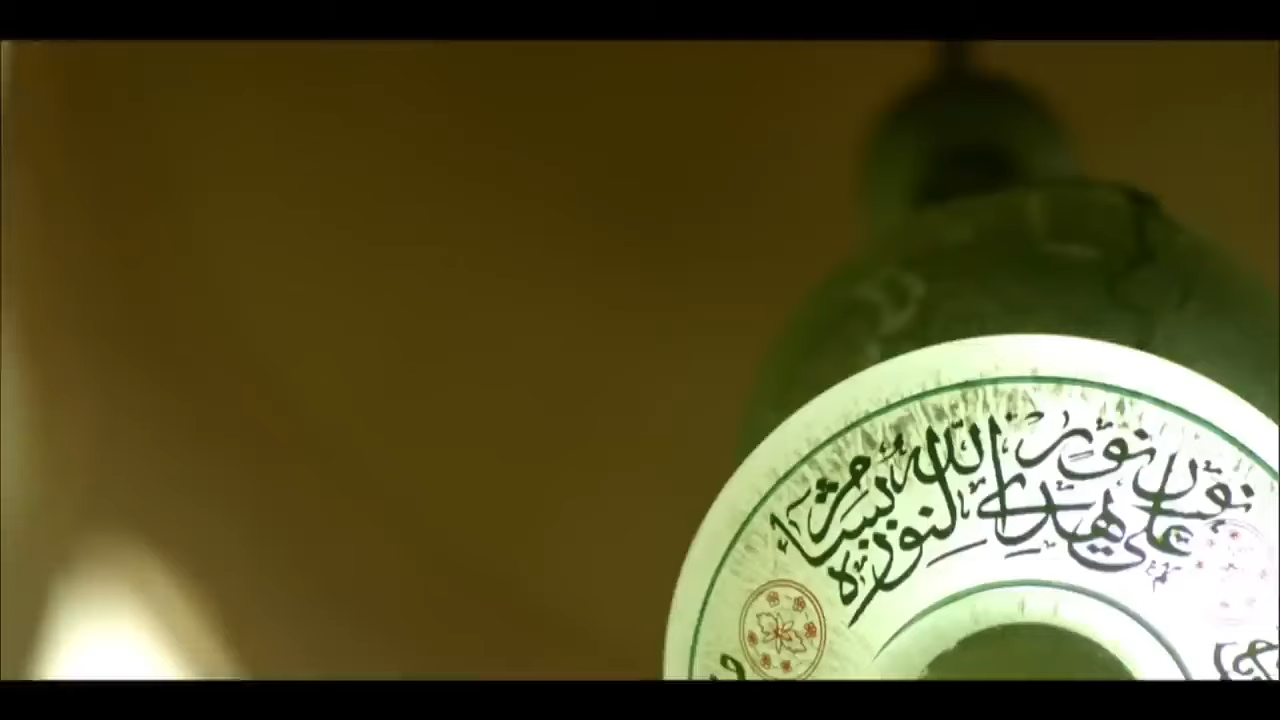 نور على نور يهدي الله لنوره من يشاء